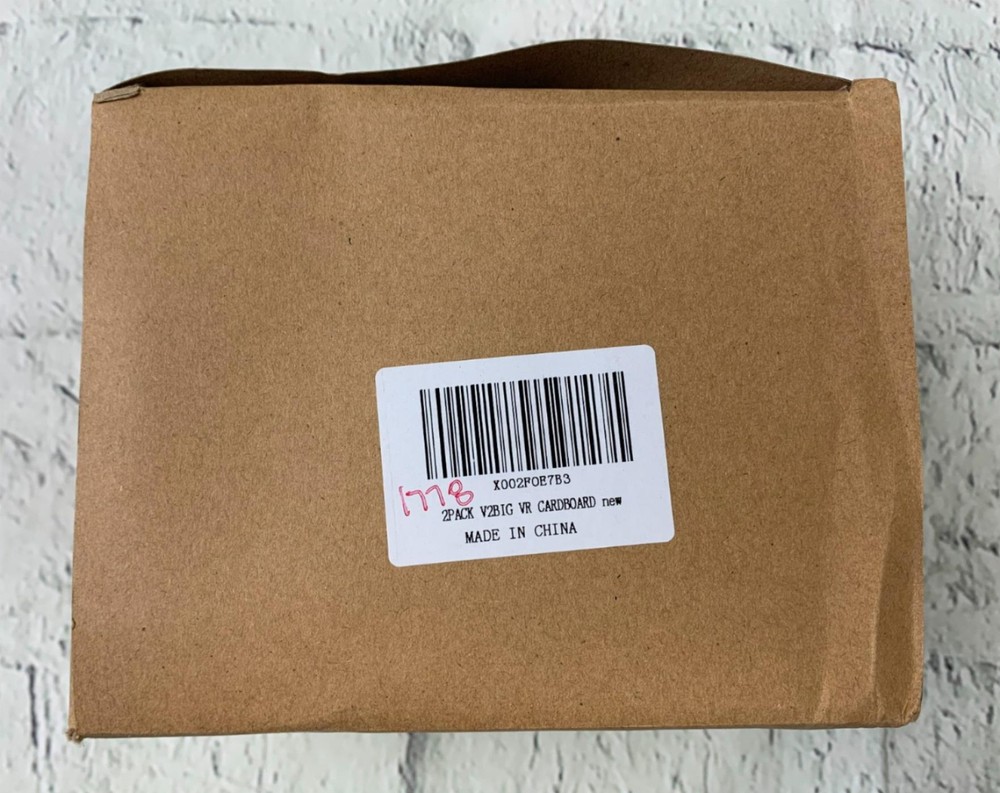 X002FOE7B3
1778
2PACK V2BIG VR CARDBOARD new
MADE IN CHINA